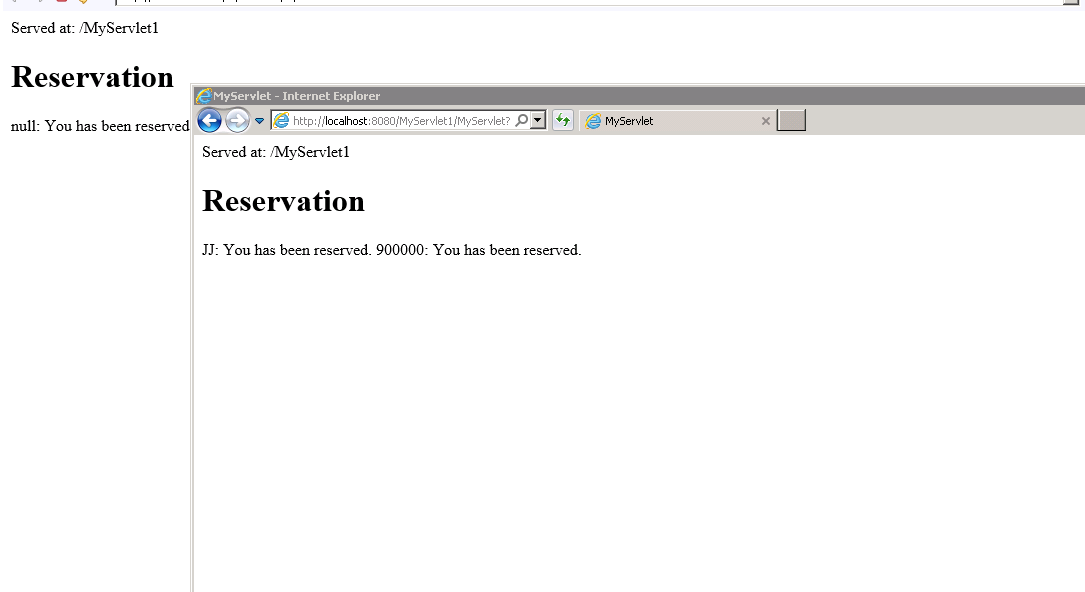 Served at: /MyServlet1
Reservation
null: You has been reserved
MyServlet - Internet Explorer
http://localhost:8080/MyServlet1/MyServlet?
MyServlet
Served at: /MyServlet1
Reservation
JJ: You has been reserved. 900000: You has been reserved.